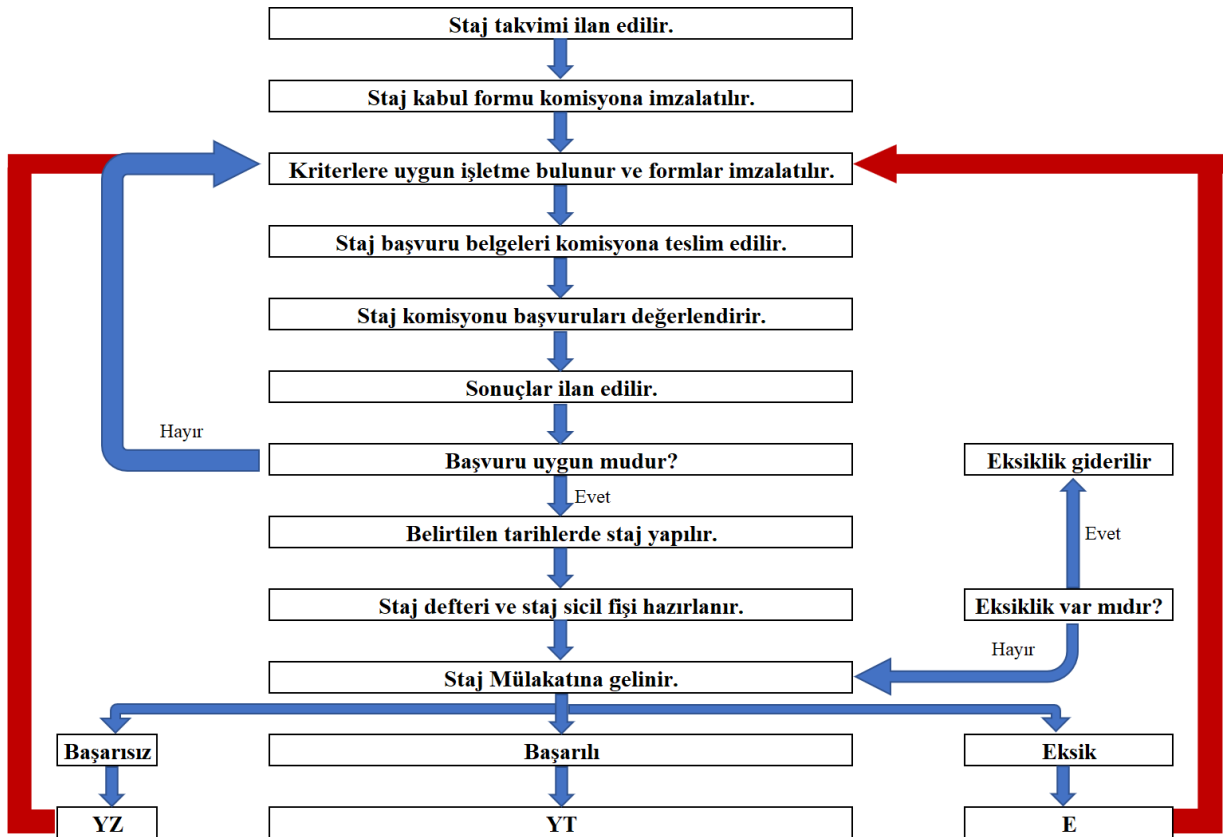 Staj takvimi ilan edilir.
Staj kabul formu komisyona imzalatılır.
Kriterlere uygun işletme bulunur ve formlar imzalatılır.
Staj başvuru belgeleri komisyona teslim edilir.
Staj komisyonu başvuruları değerlendirir.
Sonuçlar ilan edilir.
Hayır
Başvuru uygun mudur?
Eksiklik giderilir
Evet
Belirtilen tarihlerde staj yapılır.
Evet
Staj defteri ve staj sicil fişi hazırlanır.
Eksiklik var mıdır?
Hayır
Staj Mülakatına gelinir.
Başarısız
Başarılı
Eksik
YZ
YT
E